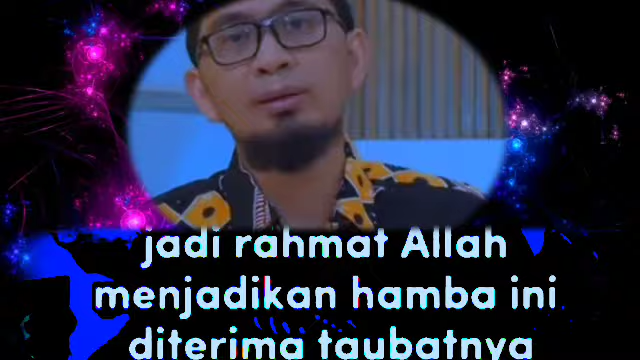 jadi rahmat Allah
menjadikan hamba ini
diterima taubatnya